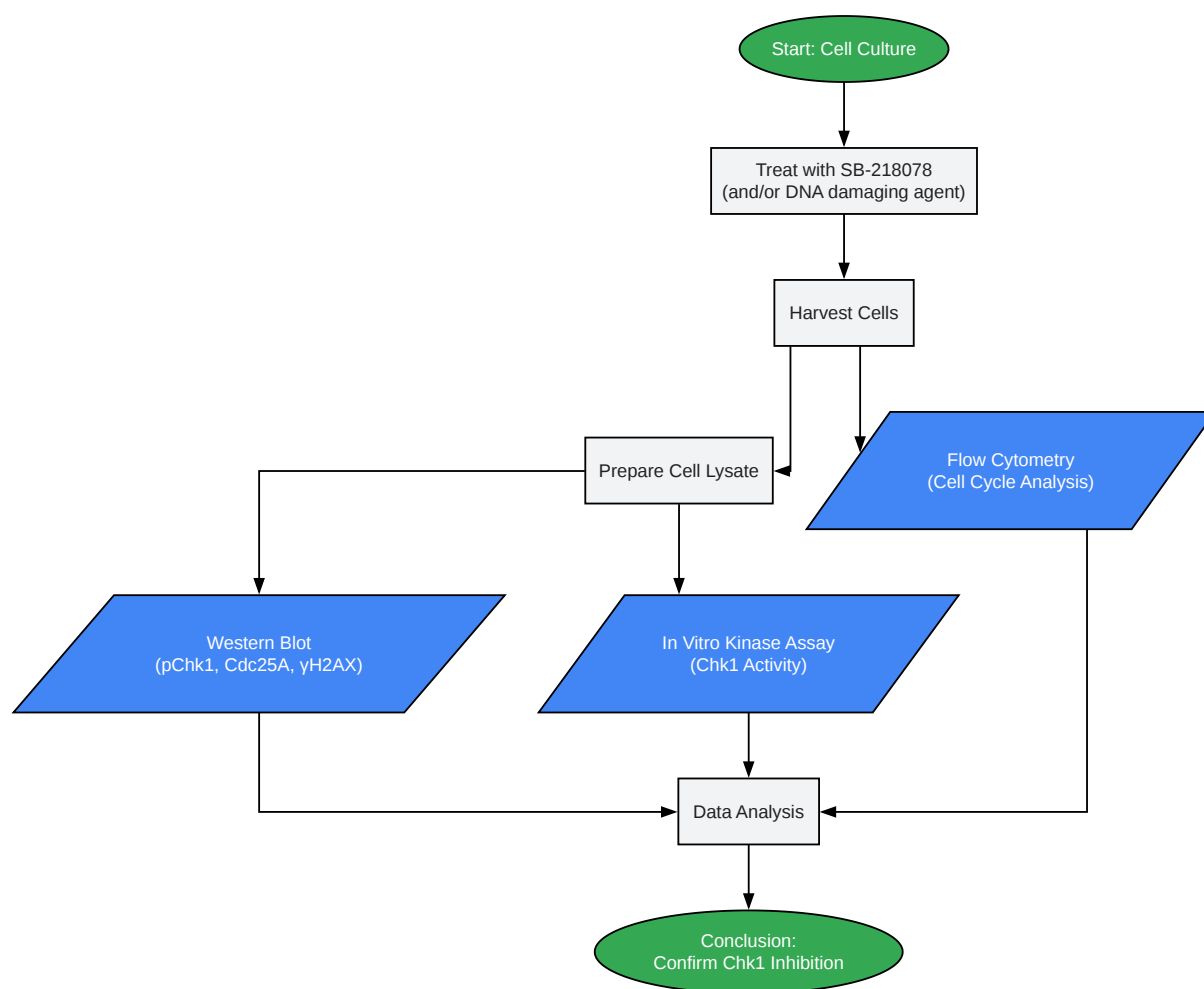 Start: Cell Culture
Treat with SB-218078
(and/or DNA damaging agent)
Harvest Cells
Prepare Cell Lysate
Flow Cytometry
(Cell Cycle Analysis)
Western Blot
(pChk1, Cdc25A, γH2AX)
In Vitro Kinase Assay
(Chk1 Activity)
Data Analysis
Conclusion:
Confirm Chk1 Inhibition